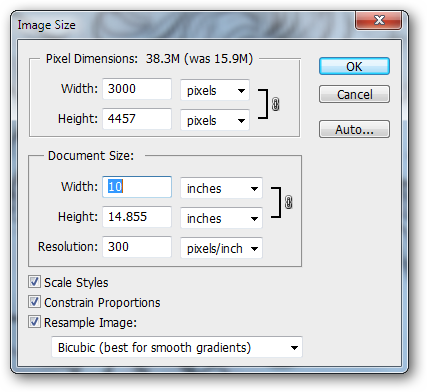 Image Size
Pixel Dimensions: 38.3M (was 15.9M)
Width: 3000 pixels
Height: 4457 pixels
OK
Cancel
Auto...
Document Size:
Width: 10 inches
Height: 14.855 inches
Resolution: 300 pixels/inch
Scale Styles
Constrain Proportions
Resample Image:
Bicubic (best for smooth gradients)